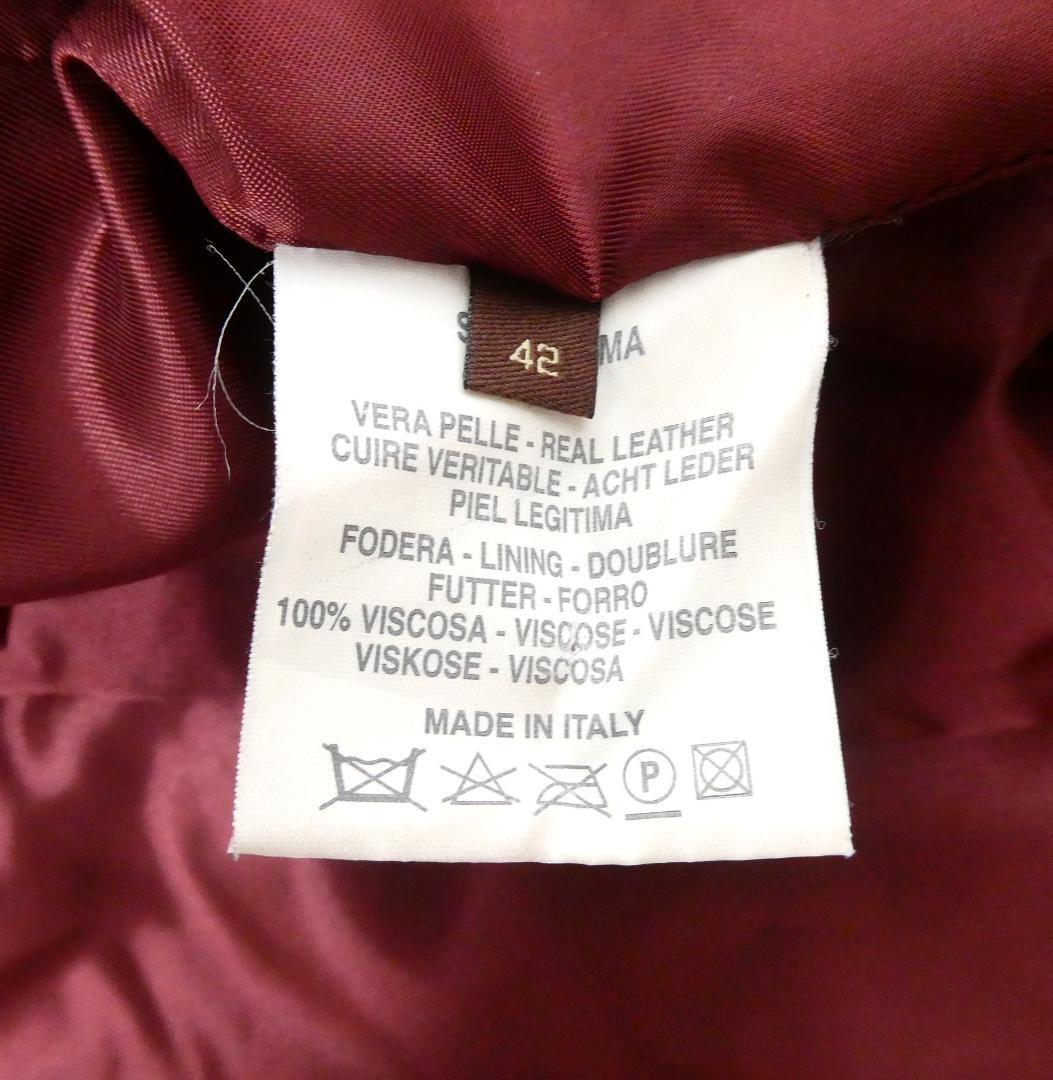 42
VERA PELLE - REAL LEATHER
CUIRE VERITABLE - ACHT LEDER
PIEL LEGITIMA
FODERA - LINING - DOUBLURE
FUTTER - FORRO
100% VISCOSA - VISCOSE - VISCOSE
VISKOSE - VISCOSA
MADE IN ITALY
P